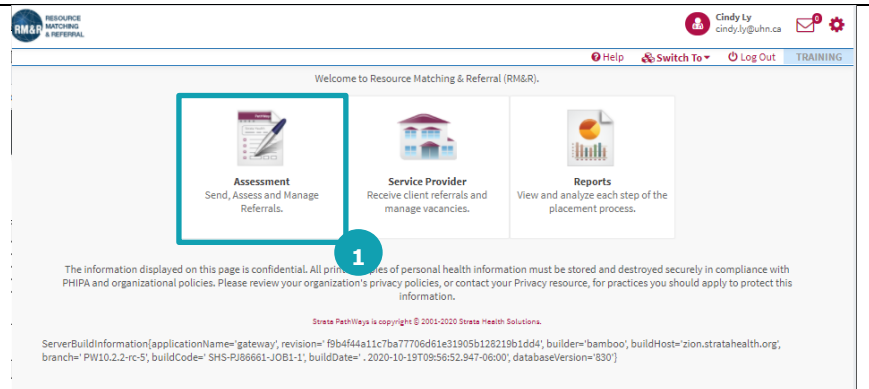 RM&R
RESOURCE
MATCHING
& REFERRAL
Cindy Ly
cindy.ly@uhn.ca
0
Help
Switch To
Log Out
TRAINING
Welcome to Resource Matching & Referral (RM&R).
PathWays
Assessment
Send, Assess and Manage
Referrals.
Service Provider
Receive client referrals and
manage vacancies.
Reports
View and analyze each step of the
placement process.
1
The information displayed on this page is confidential. All of personal health information must be stored and destroyed securely in compliance with
PHIPA and organizational policies. Please review your organization's privacy policies, or contact your Privacy resource, for practices you should apply to protect this
information.
Strata PathWays is copyright © 2001-2020 Strata Health Solutions.
ServerBuildInformation{applicationName='gateway', revision=' f9b4f44a11c7ba77706d61e31905b128219b1dd4', builder='bamboo', buildHost='zion.stratahealth.org',
branch=' PW10.2.2-rc-5', buildCode=' SHS-PJ86661-JOB1-1', buildDate=' . 2020-10-19T09:56:52.947-06:00', databaseVersion='830'}